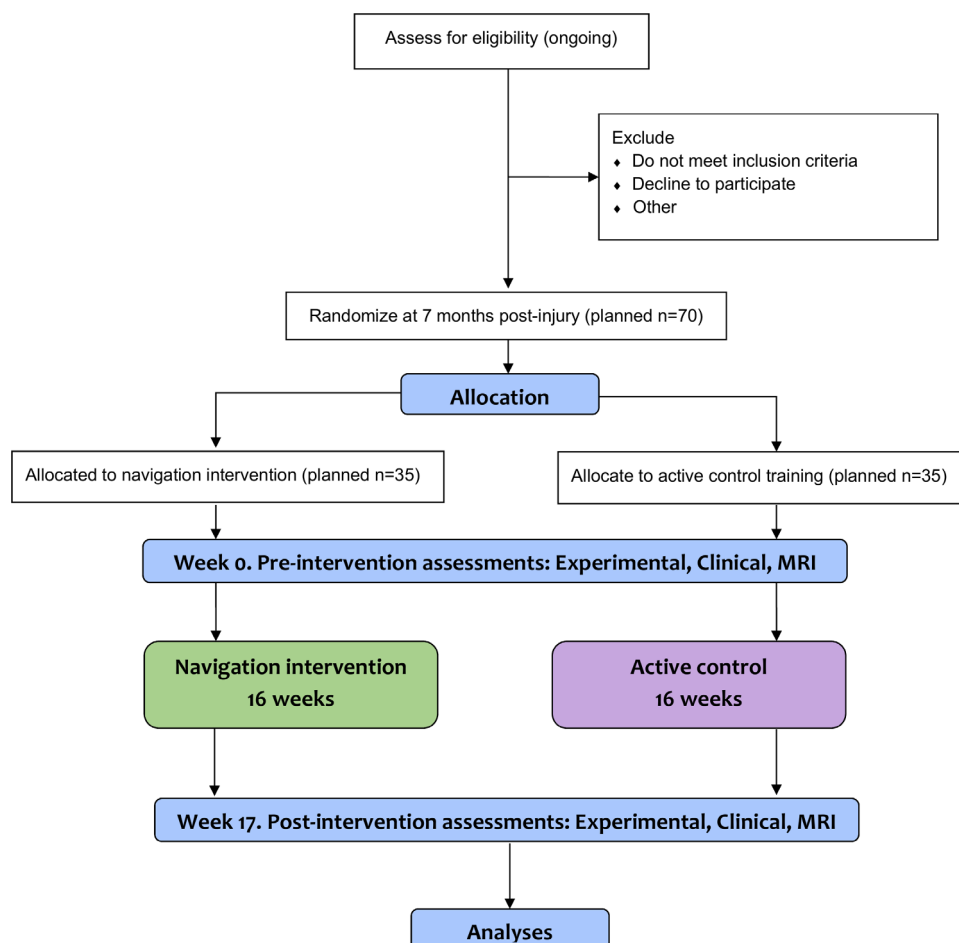 Assess for eligibility (ongoing)
Exclude
♦ Do not meet inclusion criteria
♦ Decline to participate
♦ Other
Randomize at 7 months post-injury (planned n=70)
Allocation
Allocated to navigation intervention (planned n=35)
Allocate to active control training (planned n=35)
Week 0. Pre-intervention assessments: Experimental, Clinical, MRI
Navigation intervention
16 weeks
Active control
16 weeks
Week 17. Post-intervention assessments: Experimental, Clinical, MRI
Analyses